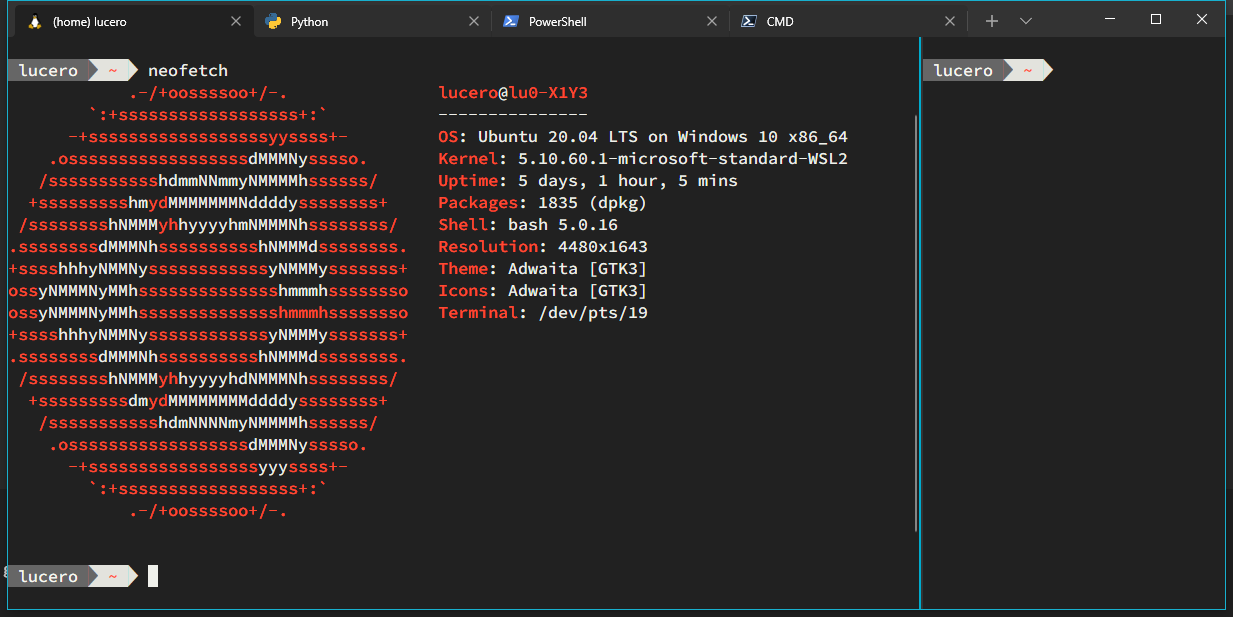 (home) lucero
Python
PowerShell
CMD
lucero ~ neofetch
.-/+oossssoo+/-.
`:+ssssssssssssssssss+:`
-+ssssssssssssssssssyyssss+-
.ossssssssssssssssssdMMMNysssso.
/ssssssssssshdmmNNmmyNMMMMhssssss/
+ssssssssshmydMMMMMMMNddddyssssssss+
/sssssssshNMMMyhhyyyyhmNMMMNhssssssss/
.ssssssssdMMMNhsssssssssshNMMMdssssssss.
+sssshhhyNMMNyssssssssssssyNMMMysssssss+
ossyNMMMNyMMhsssssssssssssshmmmhssssssso
ossyNMMMNyMMhsssssssssssssshmmmhssssssso
+sssshhhyNMMNyssssssssssssyNMMMysssssss+
.ssssssssdMMMNhsssssssssshNMMMdssssssss.
/sssssssshNMMMyhhyyyyhdNMMMNhssssssss/
+sssssssssdmydMMMMMMMMddddyssssssss+
/ssssssssssshdmNNNNmyNMMMMhssssss/
.ossssssssssssssssssdMMMNysssso.
-+sssssssssssssssssyyyssss+-
`:+ssssssssssssssssss+:`
.-/+oossssoo+/-.
lucero@lu0-X1Y3
---------------
OS: Ubuntu 20.04 LTS on Windows 10 x86_64
Kernel: 5.10.60.1-microsoft-standard-WSL2
Uptime: 5 days, 1 hour, 5 mins
Packages: 1835 (dpkg)
Shell: bash 5.0.16
Resolution: 4480x1643
Theme: Adwaita [GTK3]
Icons: Adwaita [GTK3]
Terminal: /dev/pts/19
lucero ~
lucero ~